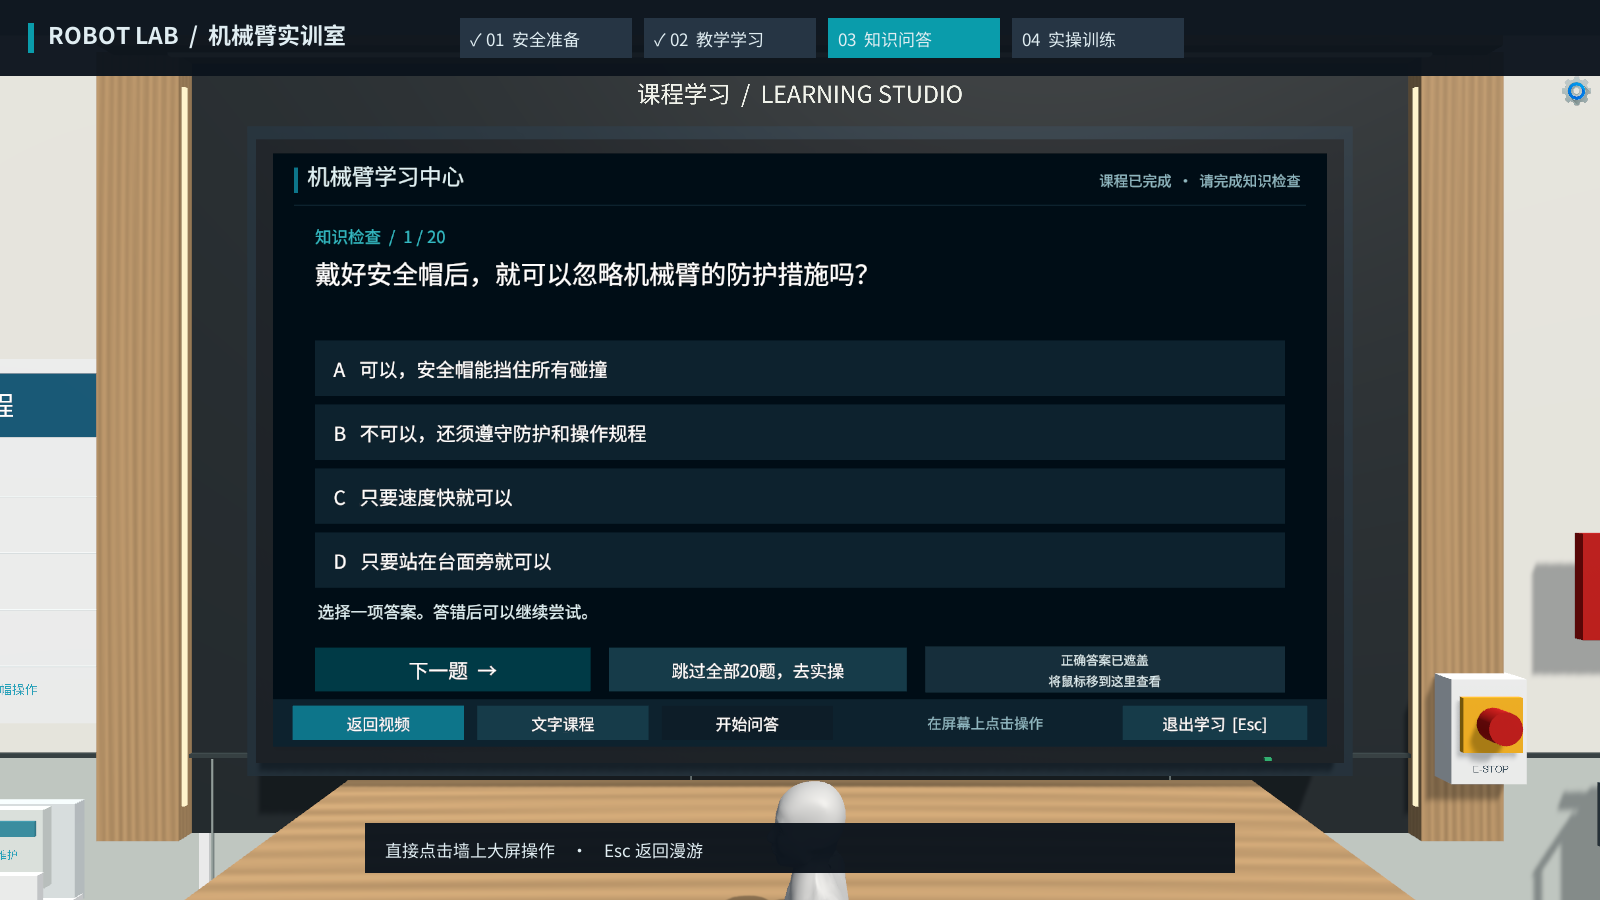 ROBOT LAB / 机械臂实训室
✓ 01 安全准备
✓ 02 教学学习
03 知识问答
04 实操训练
课程学习 / LEARNING STUDIO
机械臂学习中心
课程已完成 · 请完成知识检查
知识检查 / 1 / 20
戴好安全帽后，就可以忽略机械臂的防护措施吗？
A 可以，安全帽能挡住所有碰撞
B 不可以，还须遵守防护和操作规程
C 只要速度快就可以
D 只要站在台面旁就可以
选择一项答案。答错后可以继续尝试。
下一题 →
跳过全部20题，去实操
正确答案已遮盖
将鼠标移到这里查看
返回视频
文字课程
开始问答
在屏幕上点击操作
退出学习 [Esc]
程
帽操作
维护
E-STOP
直接点击墙上大屏操作 · Esc 返回漫游